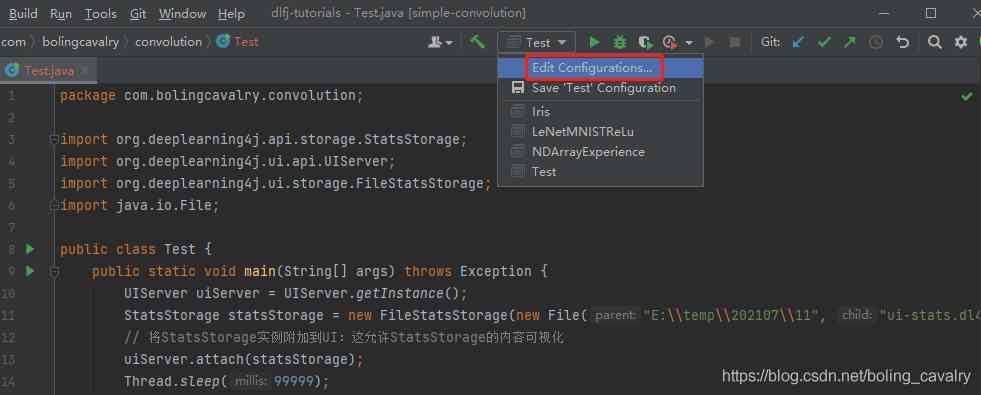 Build Run Tools Git Window Help dlfj-tutorials - Test.java [simple-convolution]
com bolingcavalry convolution Test Test Git:
Test.java
Edit Configurations...
Save 'Test' Configuration
Iris
LeNetMNISTReLu
NDArrayExperience
Test
1 package com.bolingcavalry.convolution;
2
3 import org.deeplearning4j.api.storage.StatsStorage;
4 import org.deeplearning4j.ui.api.UIServer;
5 import org.deeplearning4j.ui.storage.FileStatsStorage;
6 import java.io.File;
7
8 public class Test {
9 public static void main(String[] args) throws Exception {
10 UIServer uiServer = UIServer.getInstance();
11 StatsStorage statsStorage = new FileStatsStorage(new File( parent: "E:\\temp\\202107\\11", child: "ui-stats.dl4
12 // 将StatsStorage实例附加到UI：这允许StatsStorage的内容可视化
13 uiServer.attach(statsStorage);
14 Thread.sleep( millis: 99999);
https://blog.csdn.net/boling_cavalry